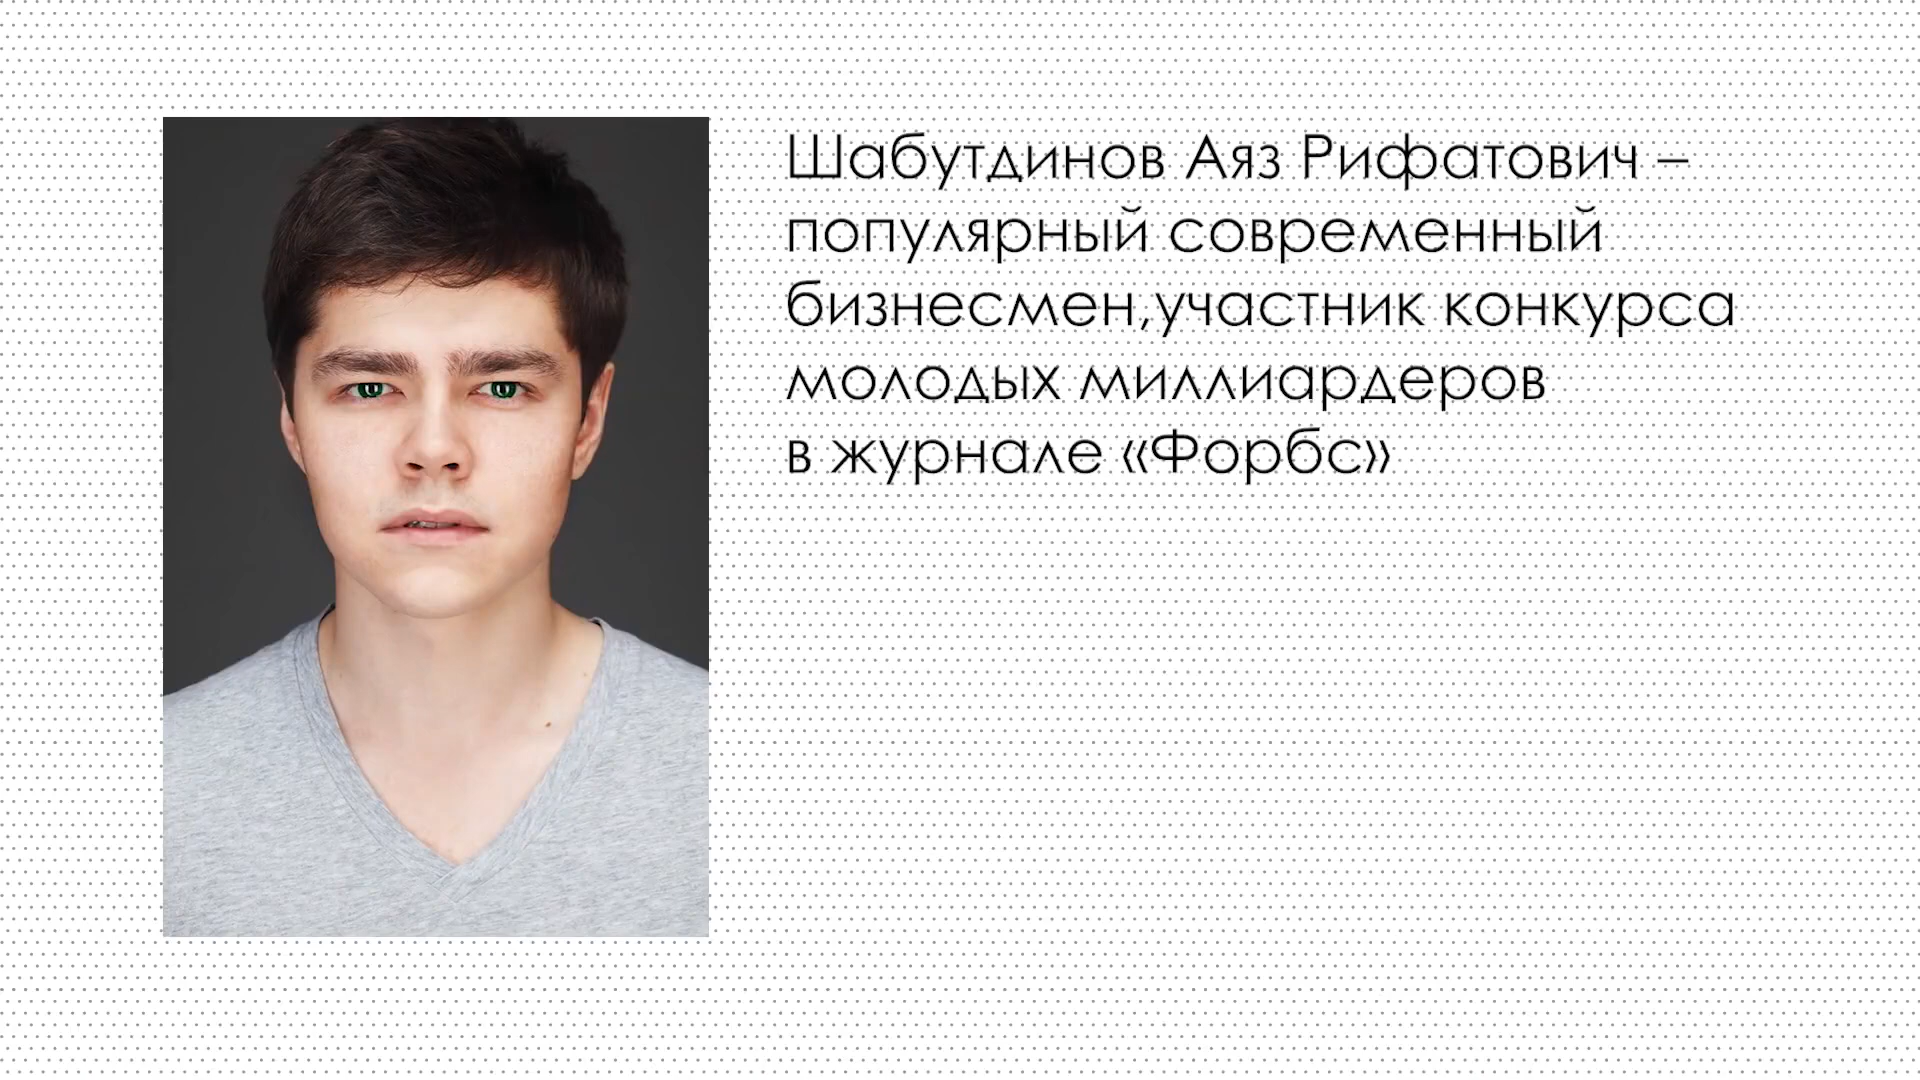 Шабутдинов Аяз Рифатович –
популярный современный
бизнесмен,участник конкурса
молодых миллиардеров
в журнале «Форбс»